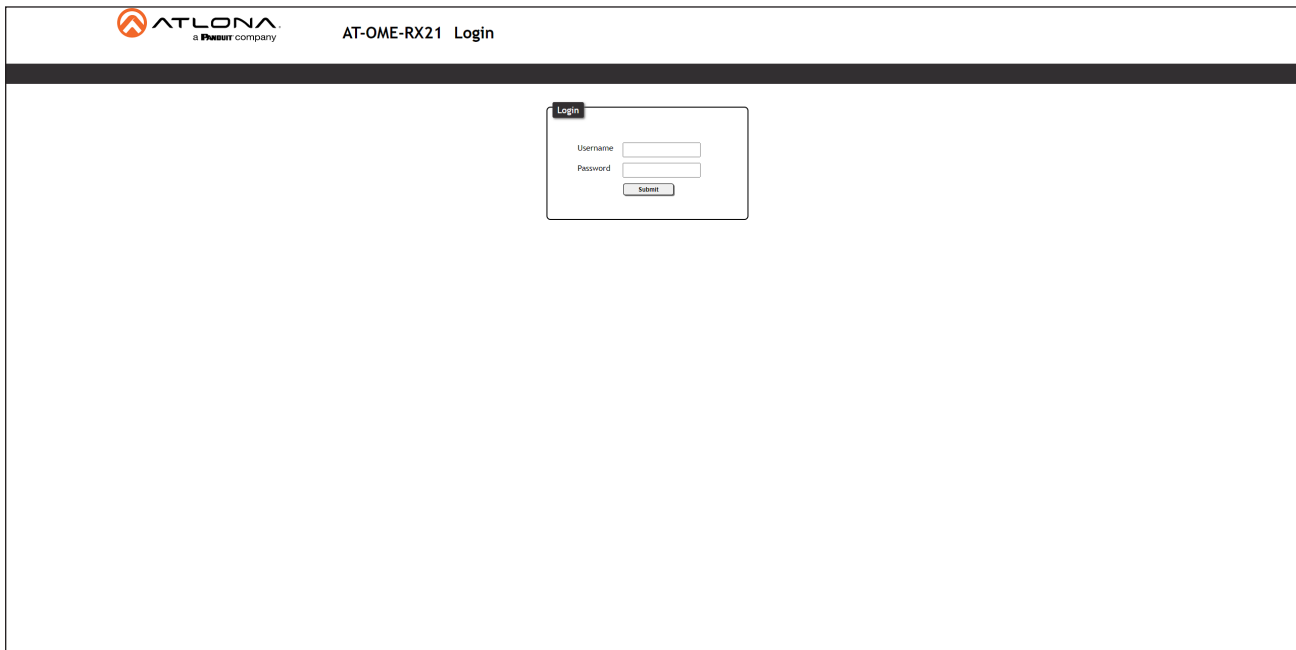 ATLONA.
a PANDUIT company
AT-OME-RX21 Login
Login
Username
Password
Submit